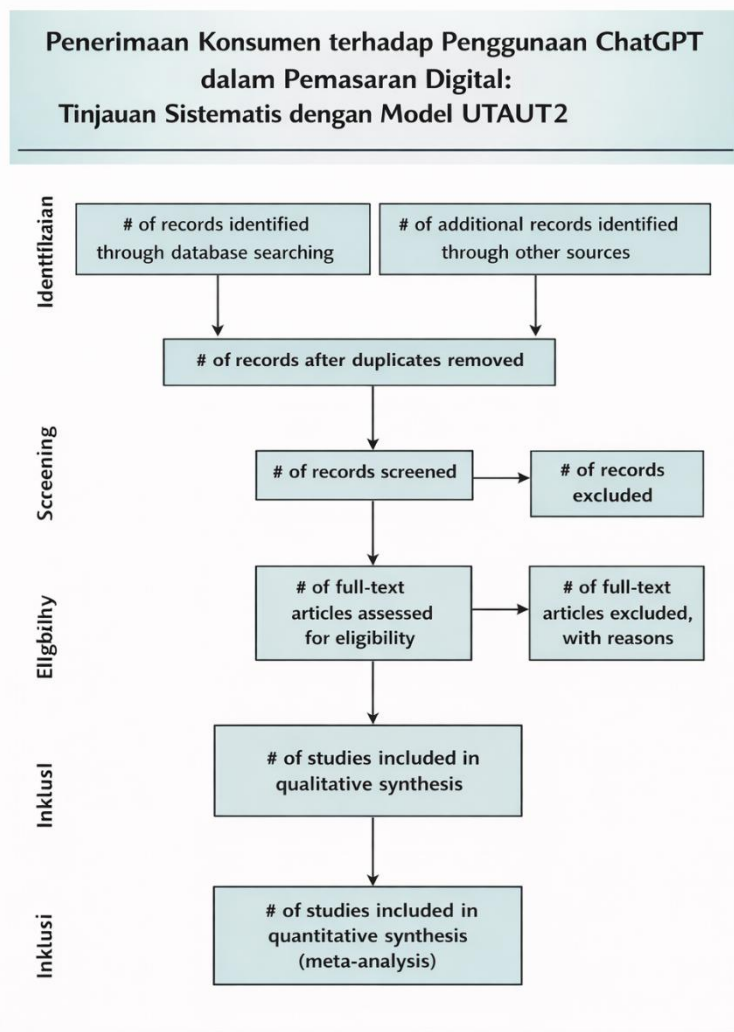 Penerimaan Konsumen terhadap Penggunaan ChatGPT
dalam Pemasaran Digital:
Tinjauan Sistematis dengan Model UTAUT2
Identtflzaian
# of records identified
through database searching
# of additional records identified
through other sources
# of records after duplicates removed
Screening
# of records screened
# of records
excluded
ElIgbilhy
# of full-text
articles assessed
for eligibility
# of full-text
articles excluded,
with reasons
InklusI
# of studies included in
qualitative synthesis
Inklusi
# of studies included in
quantitative synthesis
(meta-analysis)